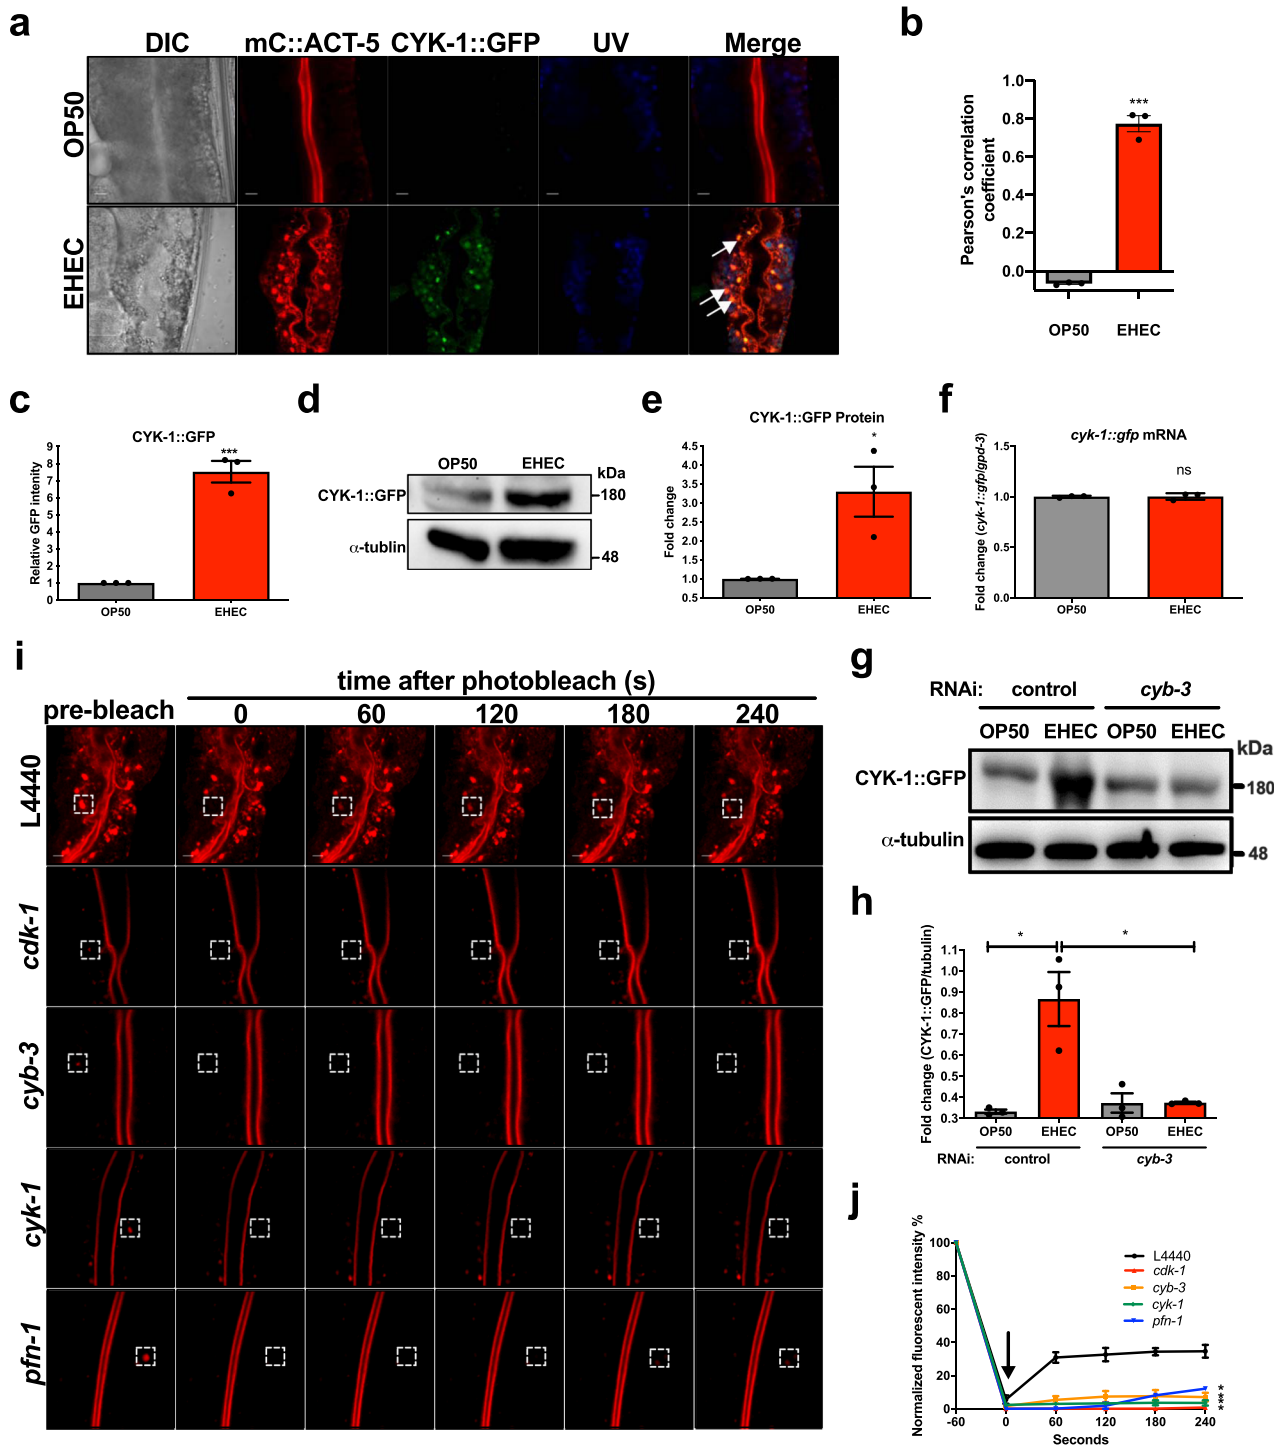 a
DIC mC::ACT-5 CYK-1::GFP UV Merge
OP50
EHEC
b
Pearson's correlation
coefficient
1.0
0.8
0.6
0.4
0.2
0.0
***
OP50 EHEC
c
CYK-1::GFP
Relative GFP intenity
9
8
7
6
5
4
3
2
1
0
***
OP50 EHEC
d
OP50 EHEC
kDa
CYK-1::GFP
180
α-tublin
48
e
CYK-1::GFP Protein
Fold change
4.5
4.0
3.5
3.0
2.5
2.0
1.5
1.0
0.5
*
OP50 EHEC
f
cyk-1::gfp mRNA
Fold change (cyk-1::gfp/gpd-3)
1.5
1.0
0.5
0.0
ns
OP50 EHEC
i
time after photobleach (s)
pre-bleach 0 60 120 180 240
L4440
cdk-1
cyb-3
cyk-1
pfn-1
g
RNAi: control cyb-3
OP50 EHEC OP50 EHEC
kDa
CYK-1::GFP
180
α-tubulin
48
h
Fold change (CYK-1::GFP/tubulin)
1.1
1.0
0.9
0.8
0.7
0.6
0.5
0.4
0.3
* *
OP50 EHEC OP50 EHEC
RNAi: control cyb-3
j
Normalized fluorescent intensity %
100
80
60
40
20
0
L4440
cdk-1
cyb-3
cyk-1
pfn-1
*
*
*
*
-60 0 60 120 180 240
Seconds